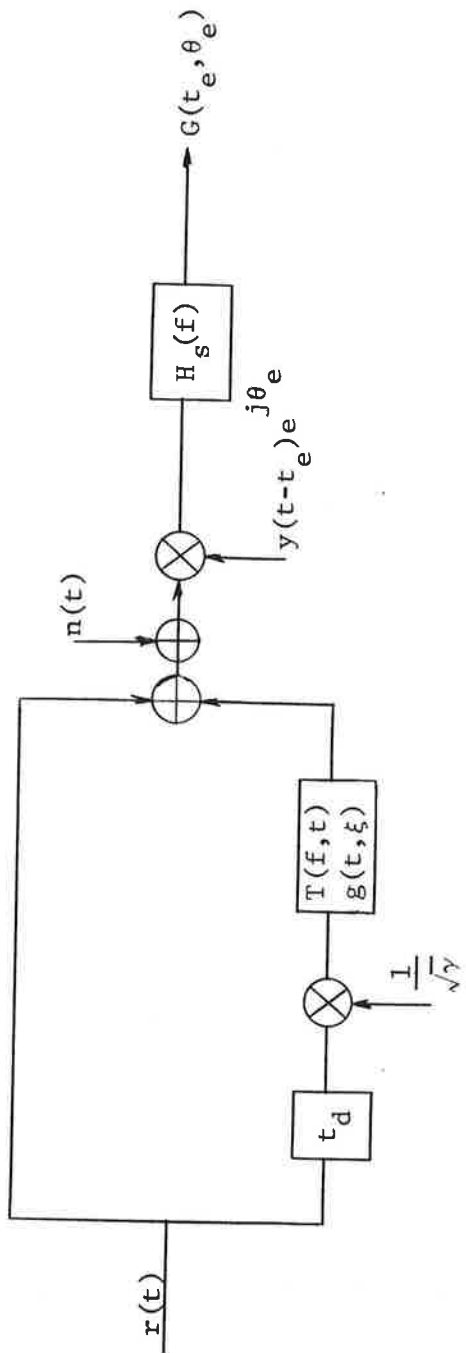 r(t)
t_d
1
√γ
T(f,t)
g(t,ξ)
n(t)
y(t-t_e)e^{jθ_e}
H_s(f)
G(t_e,θ_e)